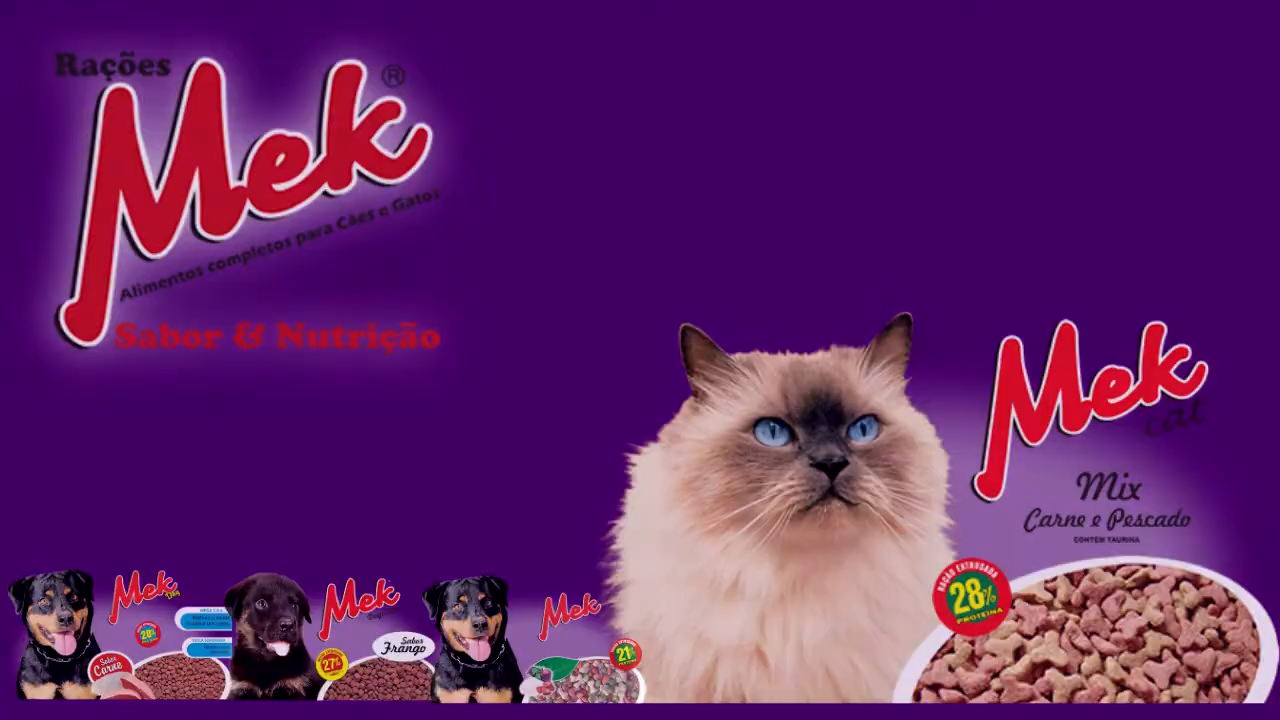 Rações
Mek®
Alimentos completos para Cães e Gatos
Sabor & Nutrição
Mek
cat
Mix
Carne e Pescado
CONTÉM TAURINA
RAÇÃO EXTRUSADA
28%
PROTEÍNA
Mek
28%
Sabor
Carne
Mek
27%
Sabor
Frango
Mek
21%